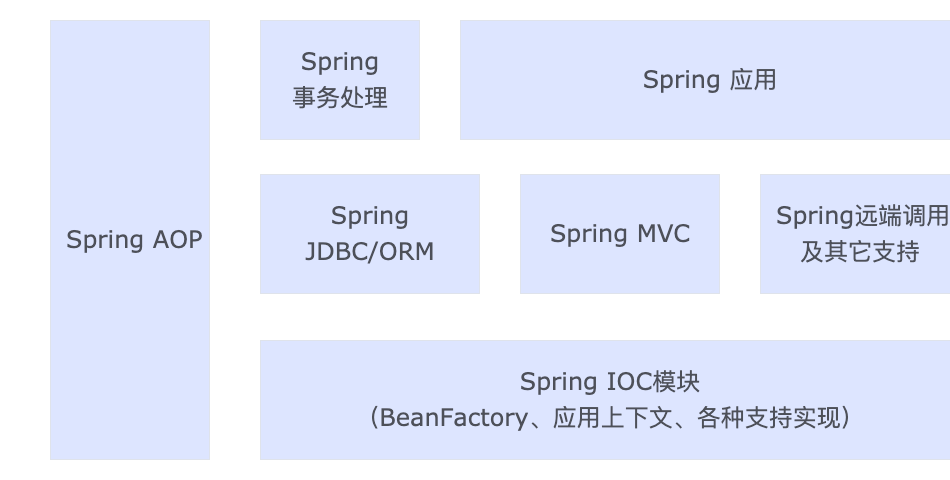 Spring AOP
Spring
事务处理
Spring 应用
Spring
JDBC/ORM
Spring MVC
Spring远端调用
及其它支持
Spring IOC模块
（BeanFactory、应用上下文、各种支持实现）